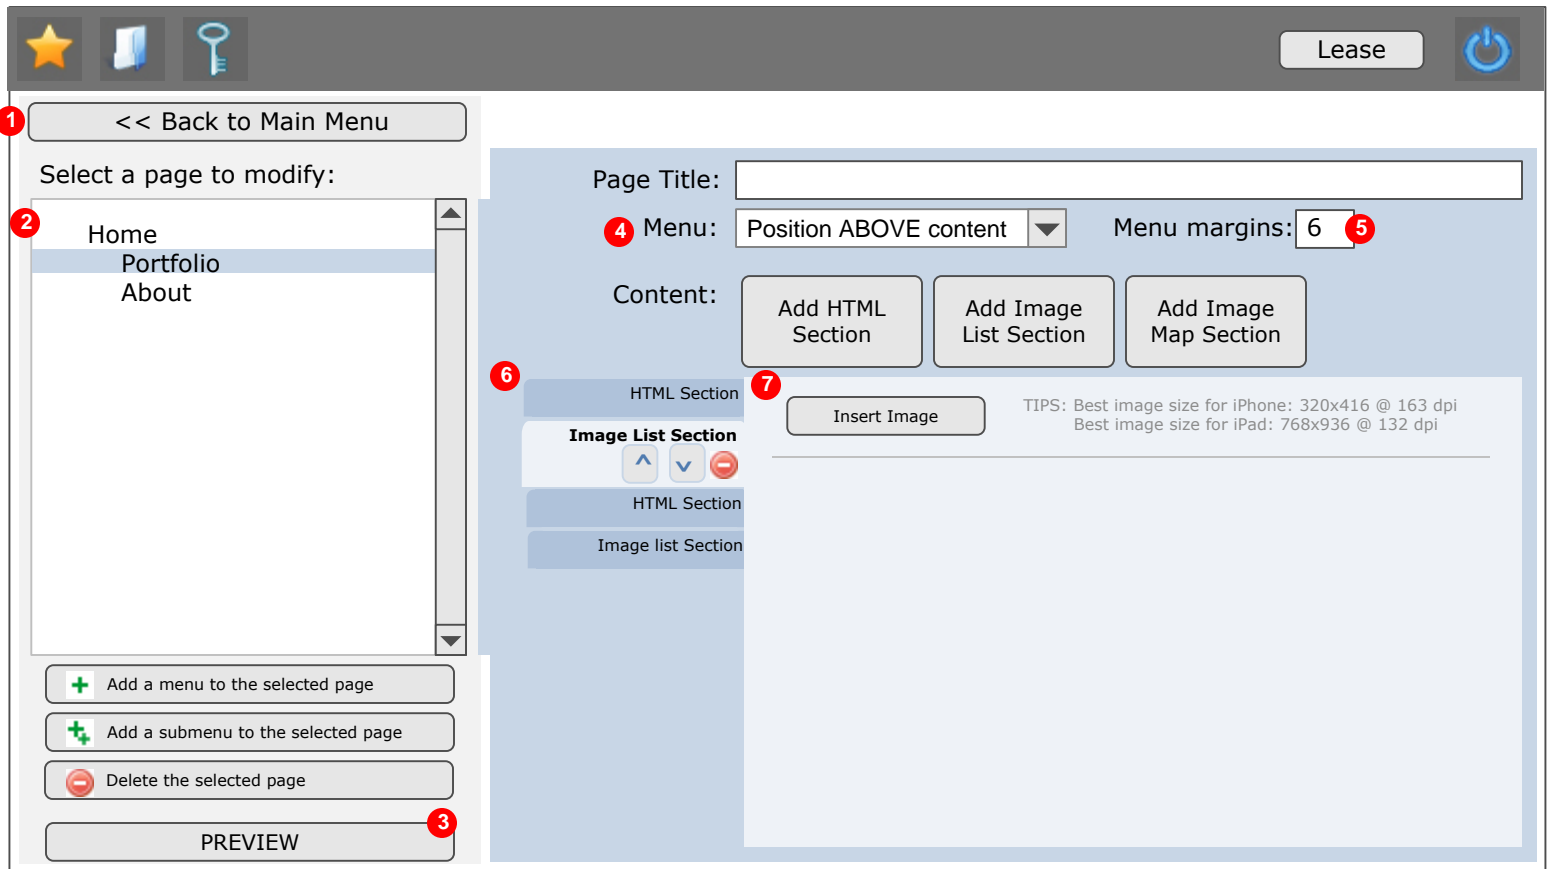 Lease
1
<< Back to Main Menu
Select a page to modify:
2
Home
Portfolio
About
Add a menu to the selected page
Add a submenu to the selected page
Delete the selected page
3
PREVIEW
Page Title:
4 Menu: Position ABOVE content
Menu margins: 6 5
Content:
Add HTML
Section
Add Image
List Section
Add Image
Map Section
6
HTML Section
Image List Section
^ v
HTML Section
Image list Section
7
Insert Image
TIPS: Best image size for iPhone: 320x416 @ 163 dpi
Best image size for iPad: 768x936 @ 132 dpi